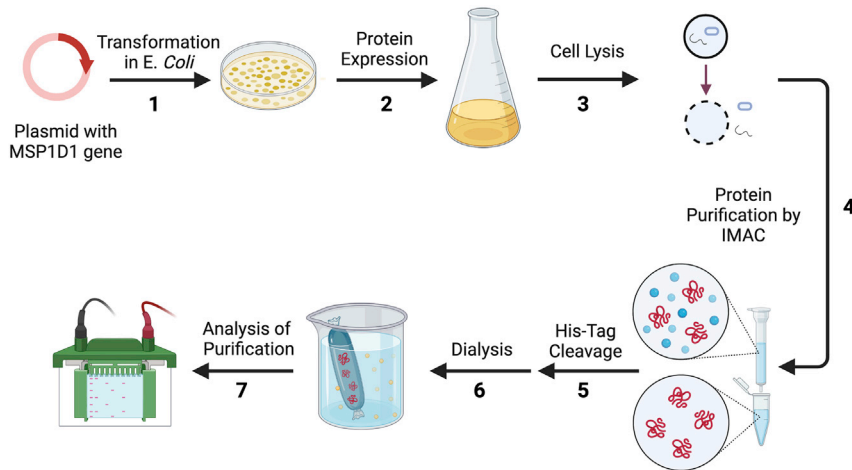 Transformation
in E. Coli
1
Plasmid with
MSP1D1 gene
Protein
Expression
2
Cell Lysis
3
Protein
Purification by
IMAC
4
His-Tag
Cleavage
5
Dialysis
6
Analysis of
Purification
7